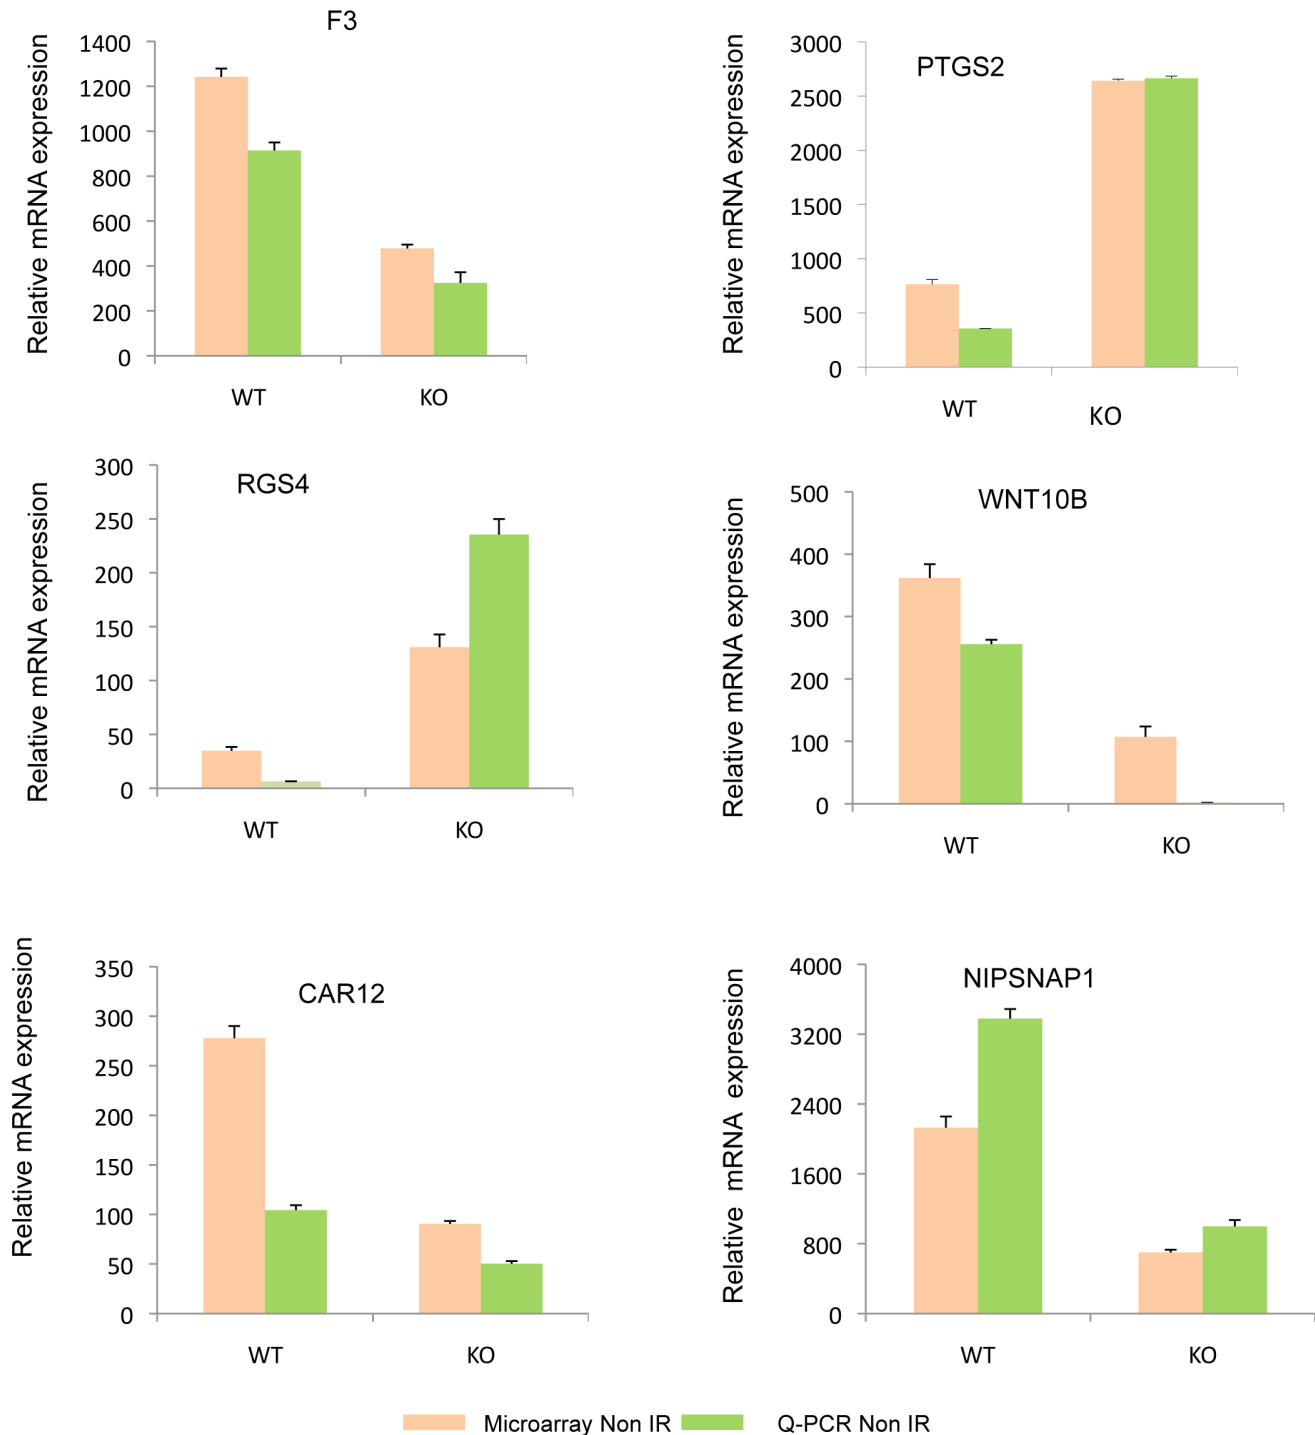 F3
Relative mRNA expression
1400
1200
1000
800
600
400
200
0
WT KO
PTGS2
Relative mRNA expression
3000
2500
2000
1500
1000
500
0
WT KO
RGS4
Relative mRNA expression
300
250
200
150
100
50
0
WT KO
WNT10B
Relative mRNA expression
500
400
300
200
100
0
WT KO
CAR12
Relative mRNA expression
350
300
250
200
150
100
50
0
WT KO
NIPSNAP1
Relative mRNA expression
4000
3200
2400
1600
800
0
WT KO
Microarray Non IR Q-PCR Non IR